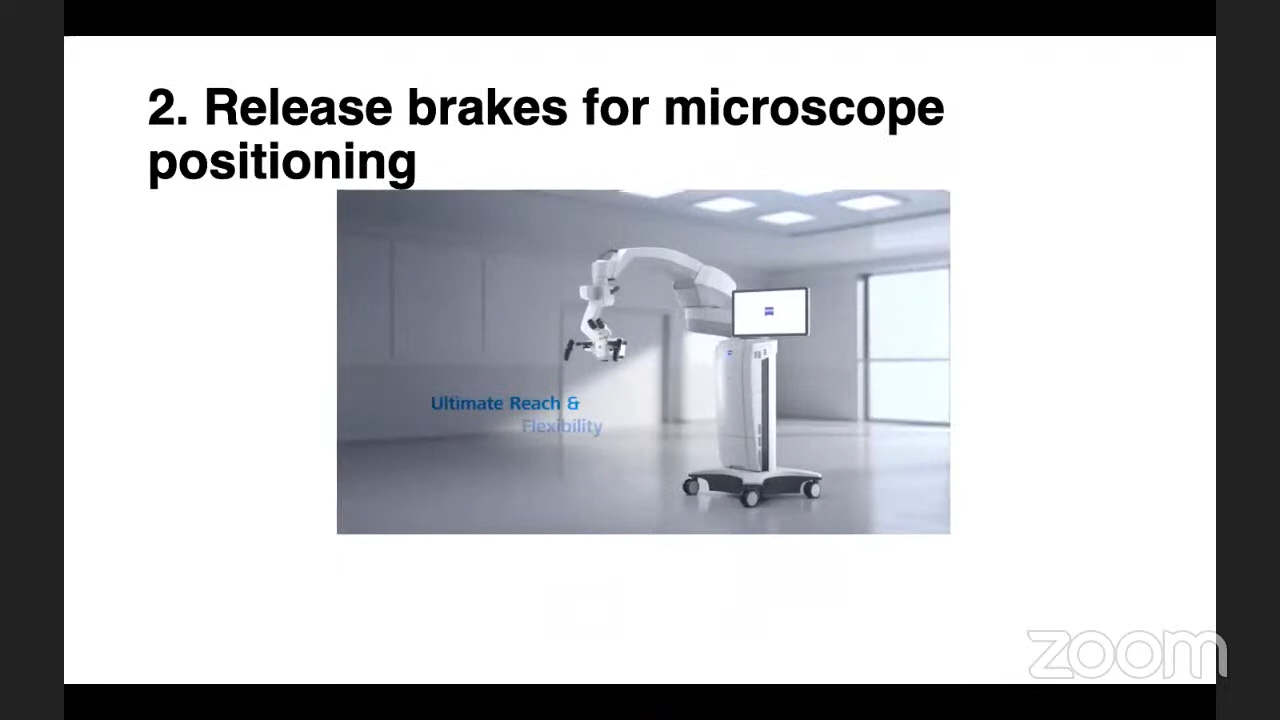 2. Release brakes for microscope
positioning
Ultimate Reach &
Flexibility
zoom